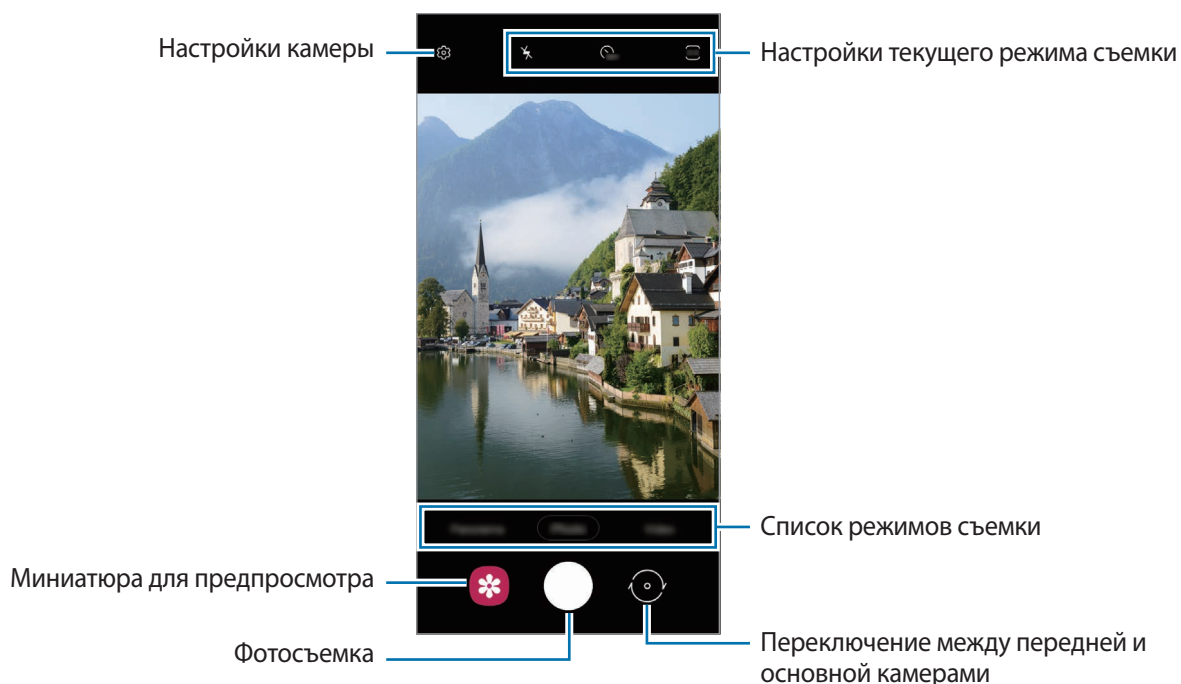 Настройки камеры
Настройки текущего режима съемки
Список режимов съемки
Миниатюра для предпросмотра
Фотосъемка
Переключение между передней и
основной камерами